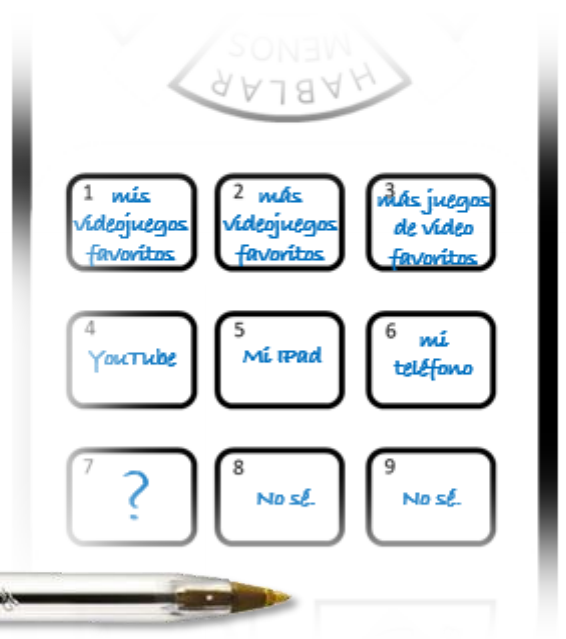 HABLAR
MENOS
1 mis
videojuegos
favoritos
2 más
videojuegos
favoritos
3
más juegos
de video
favoritos
4
YouTube
5
Mi IPad
6 mi
teléfono
7
?
8
No sé.
9
No sé.